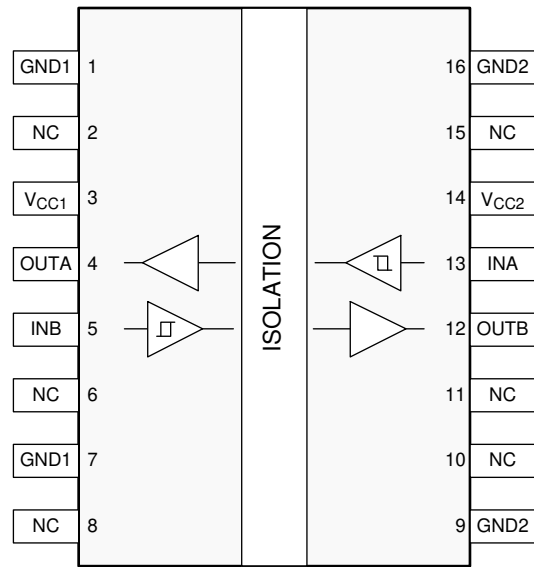 GND1 1 16 GND2
NC 2 15 NC
VCC1 3 14 VCC2
OUTA 4 13 INA
INB 5 12 OUTB
NC 6 11 NC
GND1 7 10 NC
NC 8 9 GND2
ISOLATION